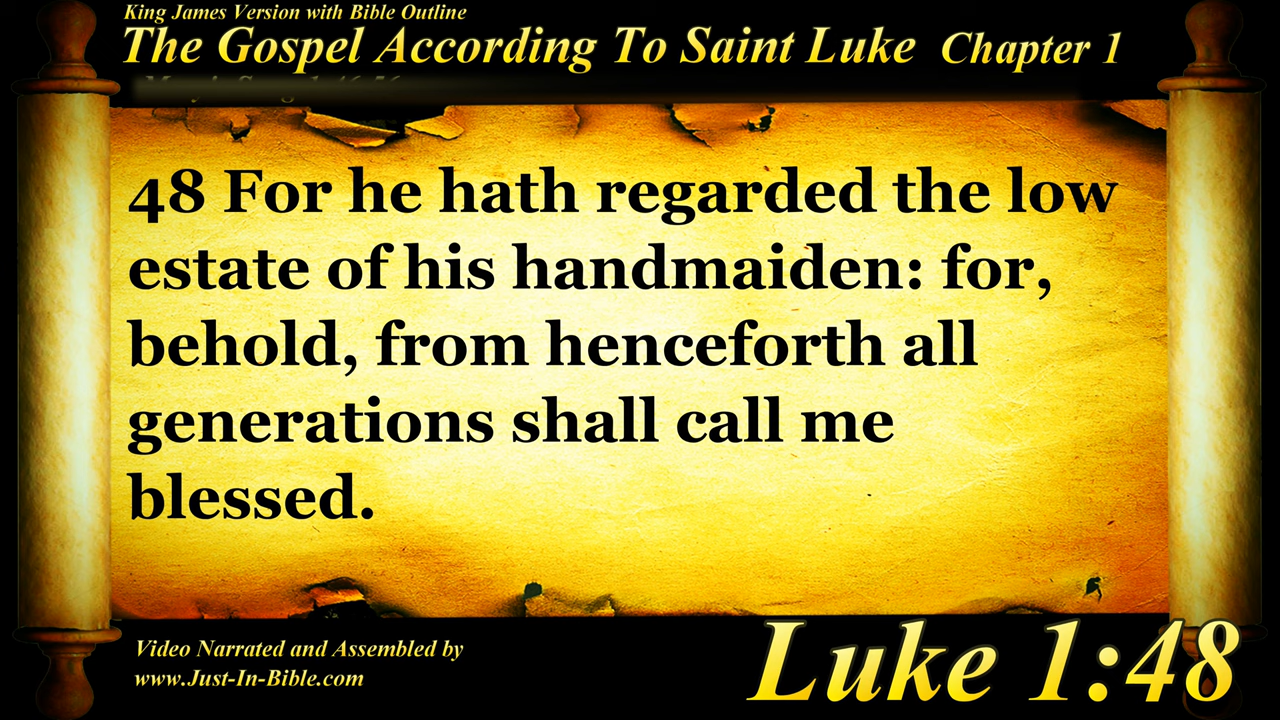 King James Version with Bible Outline
The Gospel According To Saint Luke Chapter 1
48 For he hath regarded the low
estate of his handmaiden: for,
behold, from henceforth all
generations shall call me
blessed.
Video Narrated and Assembled by
www.Just-In-Bible.com
Luke 1:48